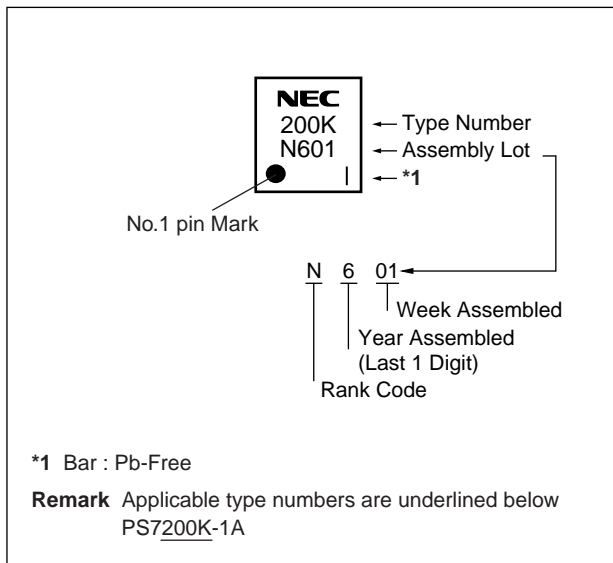 NEC
200K
N601
|
Type Number
Assembly Lot
*1
No.1 pin Mark
N 6 01
Week Assembled
Year Assembled
(Last 1 Digit)
Rank Code
*1 Bar : Pb-Free
Remark Applicable type numbers are underlined below
PS7200K-1A